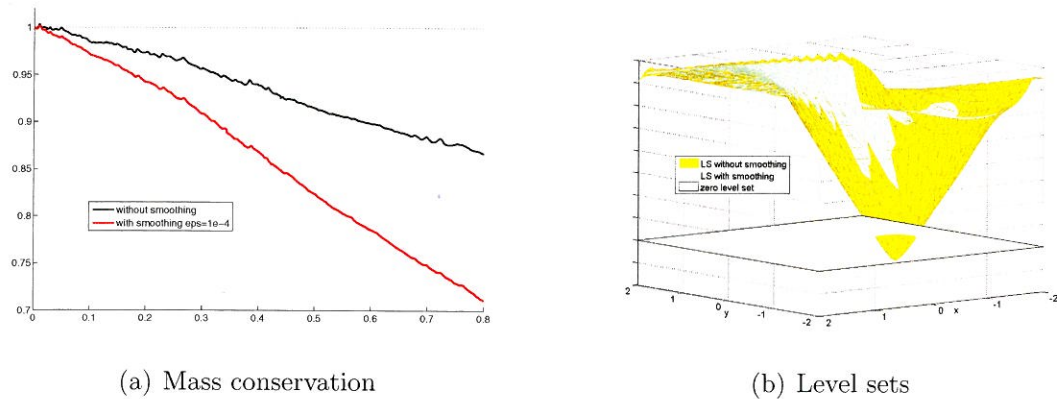 1
0.95
0.9
0.85
0.8
0.75
0.7
without smoothing
with smoothing eps=1e-4
0 0.1 0.2 0.3 0.4 0.5 0.6 0.7 0.8
(a) Mass conservation
LS without smoothing
LS with smoothing
zero level set
2 1 0 y -1 -2
2 1 0 x -1 -2
(b) Level sets